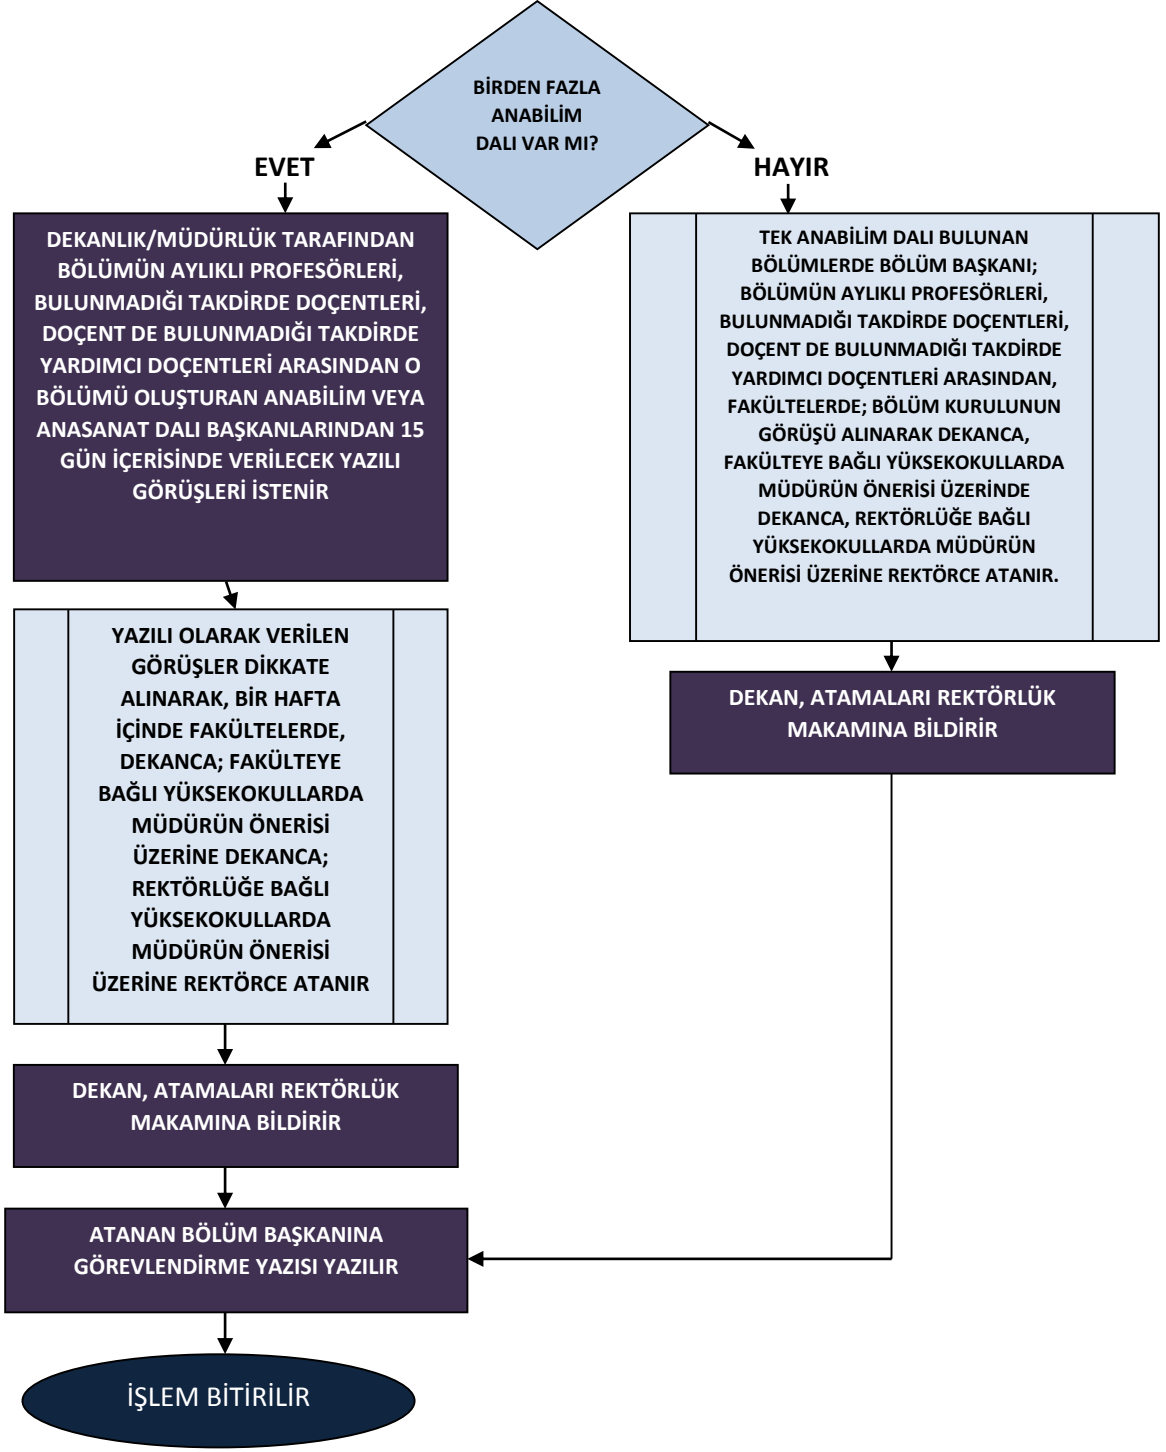 BİRDEN FAZLA
ANABİLİM
DALI VAR MI?
EVET
HAYIR
DEKANLIK/MÜDÜRLÜK TARAFINDAN
BÖLÜMÜN AYLIKLI PROFESÖRLERİ,
BULUNMADIĞI TAKDİRDE DOÇENTLERİ,
DOÇENT DE BULUNMADIĞI TAKDİRDE
YARDIMCI DOÇENTLERİ ARASINDAN O
BÖLÜMÜ OLUŞTURAN ANABİLİM VEYA
ANASANAT DALI BAŞKANLARINDAN 15
GÜN İÇERİSİNDE VERİLECEK YAZILI
GÖRÜŞLERİ İSTENİR
TEK ANABİLİM DALI BULUNAN
BÖLÜMLERDE BÖLÜM BAŞKANI;
BÖLÜMÜN AYLIKLI PROFESÖRLERİ,
BULUNMADIĞI TAKDİRDE DOÇENTLERİ,
DOÇENT DE BULUNMADIĞI TAKDİRDE
YARDIMCI DOÇENTLERİ ARASINDAN,
FAKÜLTELERDE; BÖLÜM KURULUNUN
GÖRÜŞÜ ALINARAK DEKANCA,
FAKÜLTEYE BAĞLI YÜKSEKOKULLARDA
MÜDÜRÜN ÖNERİSİ ÜZERİNDE
DEKANCA, REKTÖRLÜĞE BAĞLI
YÜKSEKOKULLARDA MÜDÜRÜN
ÖNERİSİ ÜZERİNE REKTÖRCE ATANIR.
YAZILI OLARAK VERİLEN
GÖRÜŞLER DİKKATE
ALINARAK, BİR HAFTA
İÇİNDE FAKÜLTELERDE,
DEKANCA; FAKÜLTEYE
BAĞLI YÜKSEKOKULLARDA
MÜDÜRÜN ÖNERİSİ
ÜZERİNE DEKANCA;
REKTÖRLÜĞE BAĞLI
YÜKSEKOKULLARDA
MÜDÜRÜN ÖNERİSİ
ÜZERİNE REKTÖRCE ATANIR
DEKAN, ATAMALARI REKTÖRLÜK
MAKAMINA BİLDİRİR
DEKAN, ATAMALARI REKTÖRLÜK
MAKAMINA BİLDİRİR
ATANAN BÖLÜM BAŞKANINA
GÖREVLENDİRME YAZISI YAZILIR
İŞLEM BİTİRİLİR